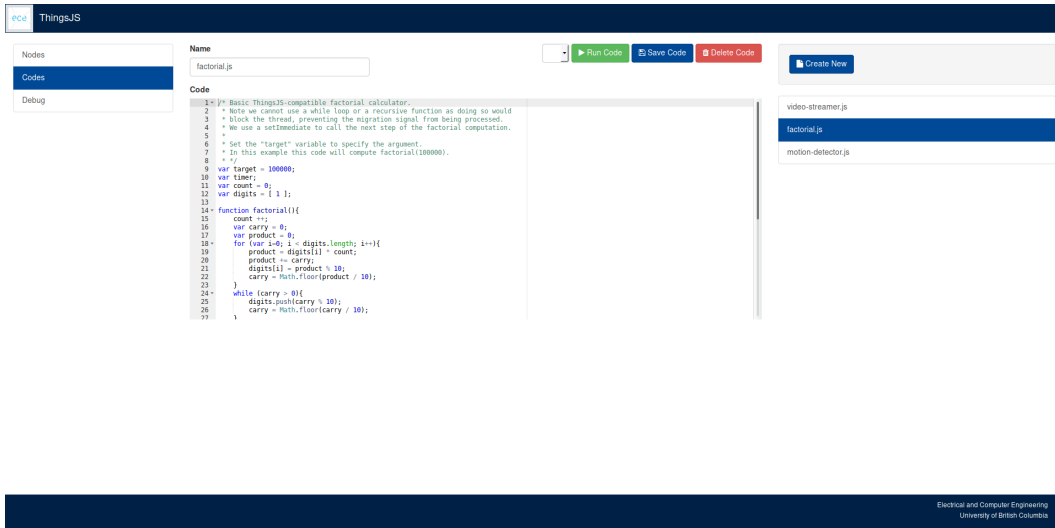 ece ThingsJS
Nodes
Codes
Debug
Name
factorial.js
Run Code
Save Code
Delete Code
Code
1 /* Basic ThingsJS-compatible factorial calculator.
2 * Note we cannot use a while loop or a recursive function as doing so would
3 * block the thread, preventing the migration signal from being processed.
4 * We use a setImmediate to call the next step of the factorial computation.
5 *
6 * Set the "target" variable to specify the argument.
7 * In this example this code will compute factorial(100000).
8 * */
9 var target = 100000;
10 var timer;
11 var count = 0;
12 var digits = [ 1 ];
13
14 function factorial(){
15 count ++;
16 var carry = 0;
17 var product = 0;
18 for (var i=0; i < digits.length; i++){
19 product = digits[i] * count;
20 product += carry;
21 digits[i] = product % 10;
22 carry = Math.floor(product / 10);
23 }
24 while (carry > 0){
25 digits.push(carry % 10);
26 carry = Math.floor(carry / 10);
27 }
Create New
video-streamer.js
factorial.js
motion-detector.js
Electrical and Computer Engineering
University of British Columbia